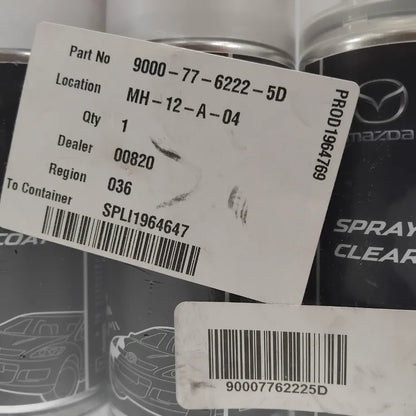 Part No 9000-77-6222-5D
Location MH-12-A-04
Qty 1
Dealer 00820
Region 036
To Container SPLI1964647
PROD1964769
mazda
SPRAY
CLEAR
COAT
90007762225D